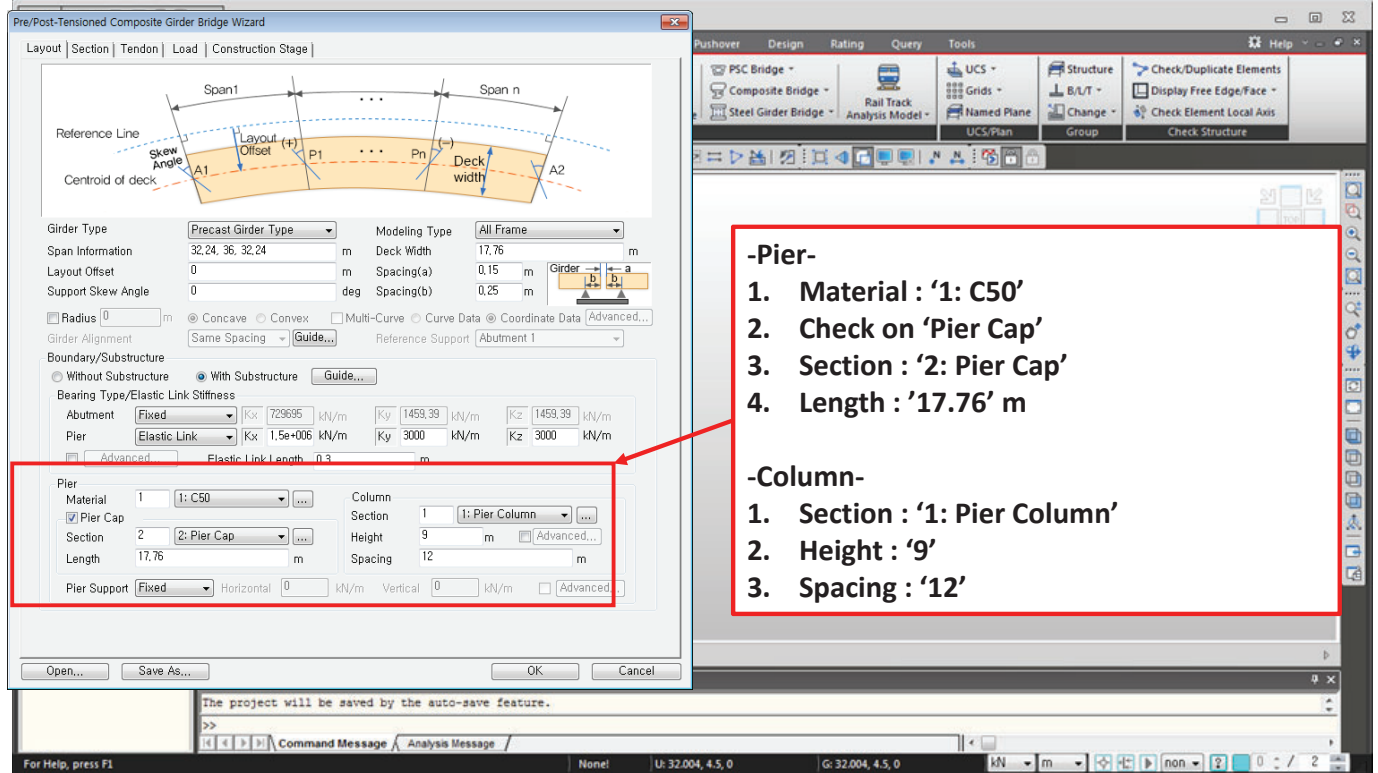 Pre/Post-Tensioned Composite Girder Bridge Wizard
Layout Section Tendon Load Construction Stage
Span1 ... Span n
Reference Line
Skew Angle
Layout Offset
(+) P1 ... Pn (-)
A1
Deck width
A2
Centroid of deck
Girder Type Precast Girder Type Modeling Type All Frame
Span Information 32,24, 36, 32,24 m Deck Width 17,76 m
Layout Offset 0 m Spacing(a) 0,15 m Girder a
b b
Support Skew Angle 0 deg Spacing(b) 0,25 m
Radius 0 m Concave Convex Multi-Curve Curve Data Coordinate Data Advanced...
Girder Alignment Same Spacing Guide... Reference Support Abutment 1
Boundary/Substructure
Without Substructure With Substructure Guide...
Bearing Type/Elastic Link Stiffness
Abutment Fixed Kx 729695 kN/m Ky 1459,39 kN/m Kz 1459,39 kN/m
Pier Elastic Link Kx 1,5e+006 kN/m Ky 3000 kN/m Kz 3000 kN/m
Advanced... Elastic Link Length 0,3 m
Pier
Material 1 1: C50
Pier Cap
Section 2 2: Pier Cap
Length 17,76 m
Column
Section 1 1: Pier Column
Height 9 m Advanced...
Spacing 12 m
Pier Support Fixed Horizontal 0 kN/m Vertical 0 kN/m Advanced...
Open... Save As... OK Cancel
Pushover Design Rating Query Tools Help
PSC Bridge
Composite Bridge
Steel Girder Bridge
Rail Track
Analysis Model
UCS
Grids
Named Plane
UCS/Plan
Structure
B/L/T
Change
Group
Check/Duplicate Elements
Display Free Edge/Face
Check Element Local Axis
Check Structure
TOP
-Pier-
1. Material : ‘1: C50’
2. Check on ‘Pier Cap’
3. Section : ‘2: Pier Cap’
4. Length : ’17.76’ m
-Column-
1. Section : ‘1: Pier Column’
2. Height : ‘9’
3. Spacing : ‘12’
The project will be saved by the auto-save feature.
>>
Command Message Analysis Message
For Help, press F1 None! U: 32.004, 4.5, 0 G: 32.004, 4.5, 0 kN m non ? 0 : / 2